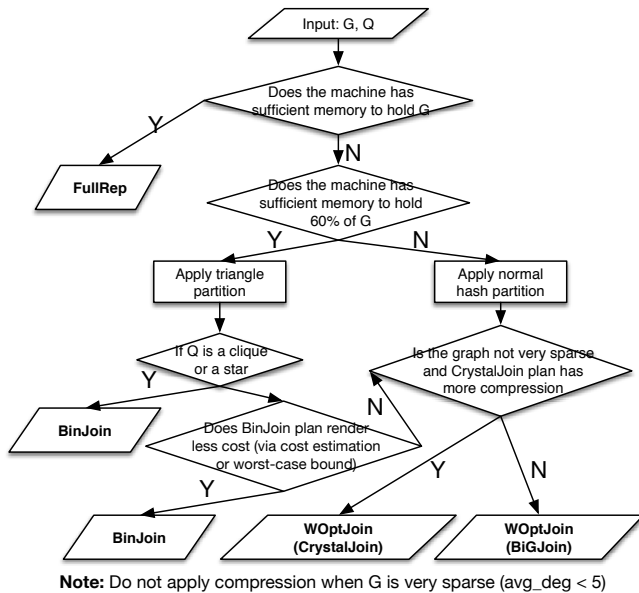 Input: G, Q
Does the machine has
sufficient memory to hold G
Y
N
FullRep
Does the machine has
sufficient memory to hold
60% of G
Y
N
Apply triangle
partition
Apply normal
hash partition
If Q is a clique
or a star
Is the graph not very sparse
and CrystalJoin plan has
more compression
Y
N
BinJoin
Does BinJoin plan render
less cost (via cost estimation
or worst-case bound)
Y
Y
N
BinJoin
WOptJoin
(CrystalJoin)
WOptJoin
(BiGJoin)
Note: Do not apply compression when G is very sparse (avg_deg < 5)